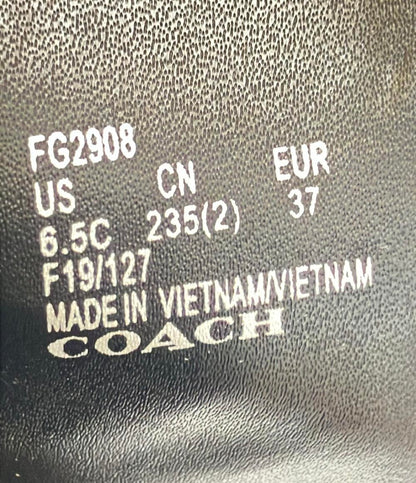 FG2908
US CN EUR
6.5C 235(2) 37
F19/127
MADE IN VIETNAM/VIETNAM
COACH